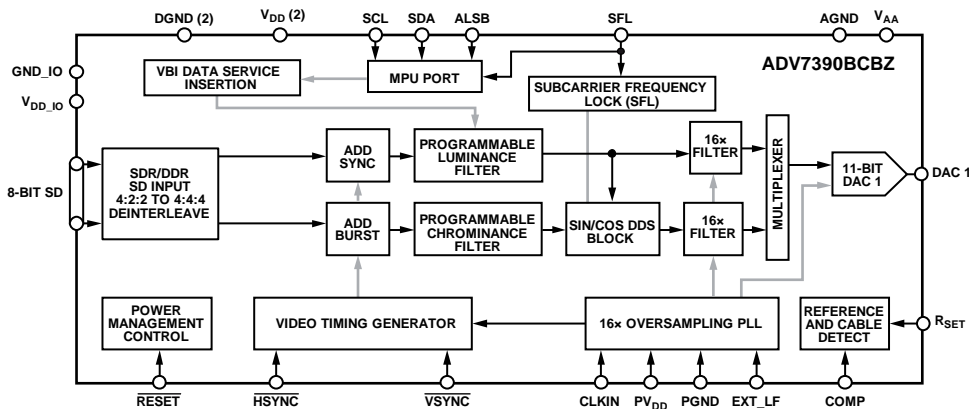 DGND (2)
VDD (2)
SCL
SDA
ALSB
SFL
AGND
VAA
GND_IO
VDD_IO
ADV7390BCBZ
VBI DATA SERVICE
INSERTION
MPU PORT
SUBCARRIER FREQUENCY
LOCK (SFL)
8-BIT SD
SDR/DDR
SD INPUT
4:2:2 TO 4:4:4
DEINTERLEAVE
ADD
SYNC
PROGRAMMABLE
LUMINANCE
FILTER
16×
FILTER
MULTIPLEXER
11-BIT
DAC 1
DAC 1
ADD
BURST
PROGRAMMABLE
CHROMINANCE
FILTER
SIN/COS DDS
BLOCK
16×
FILTER
POWER
MANAGEMENT
CONTROL
VIDEO TIMING GENERATOR
16× OVERSAMPLING PLL
REFERENCE
AND CABLE
DETECT
RSET
RESET
HSYNC
VSYNC
CLKIN
PVDD
PGND
EXT_LF
COMP